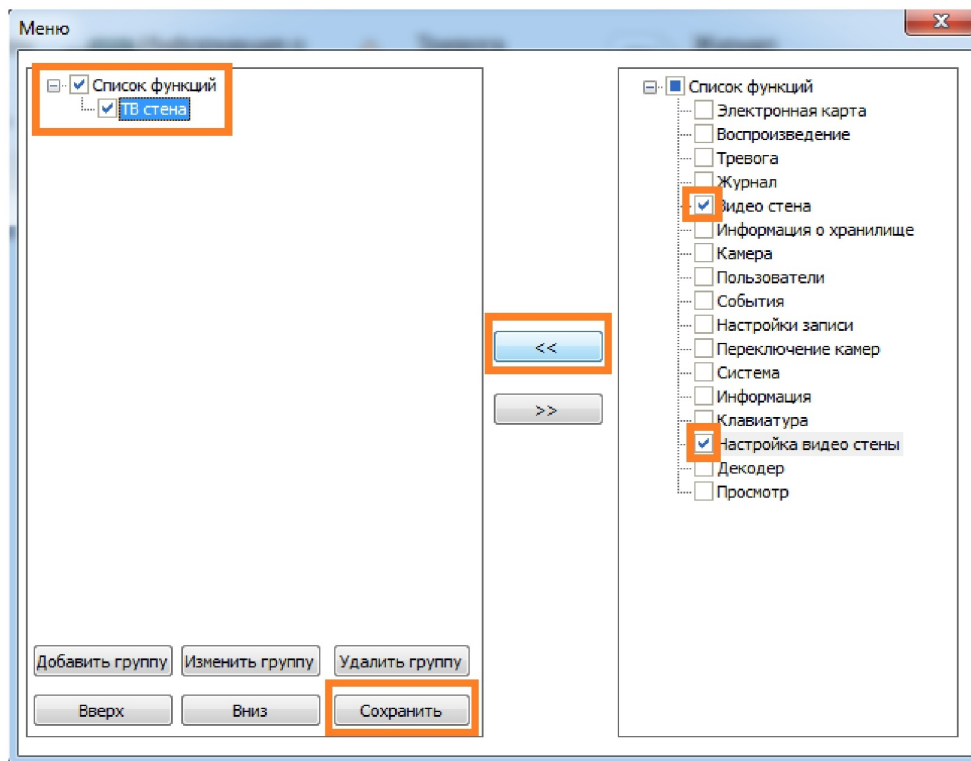 Меню
Список функций
ТВ стена
<<
>>
Добавить группу Изменить группу Удалить группу
Вверх Вниз Сохранить
Список функций
Электронная карта
Воспроизведение
Тревога
Журнал
Видео стена
Информация о хранилище
Камера
Пользователи
События
Настройки записи
Переключение камер
Система
Информация
Клавиатура
Настройка видео стены
Декодер
Просмотр